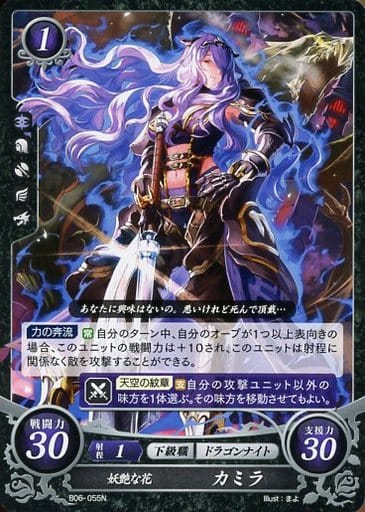 1
あなたに興味はないの。悪いけれど死んで頂戴…
力の奔流 常 自分のターン中、自分のオーブが1つ以上表向きの
場合、このユニットの戦闘力は+10され、このユニットは射程に
関係なく敵を攻撃することができる。
天空の紋章 支 自分の攻撃ユニット以外の
味方を1体選ぶ。その味方を移動させてもよい。
戦闘力
30
射程 1
下級職
ドラゴンナイト
支援力
30
妖艶な花 カミラ
B06-055N
Illust：まよ